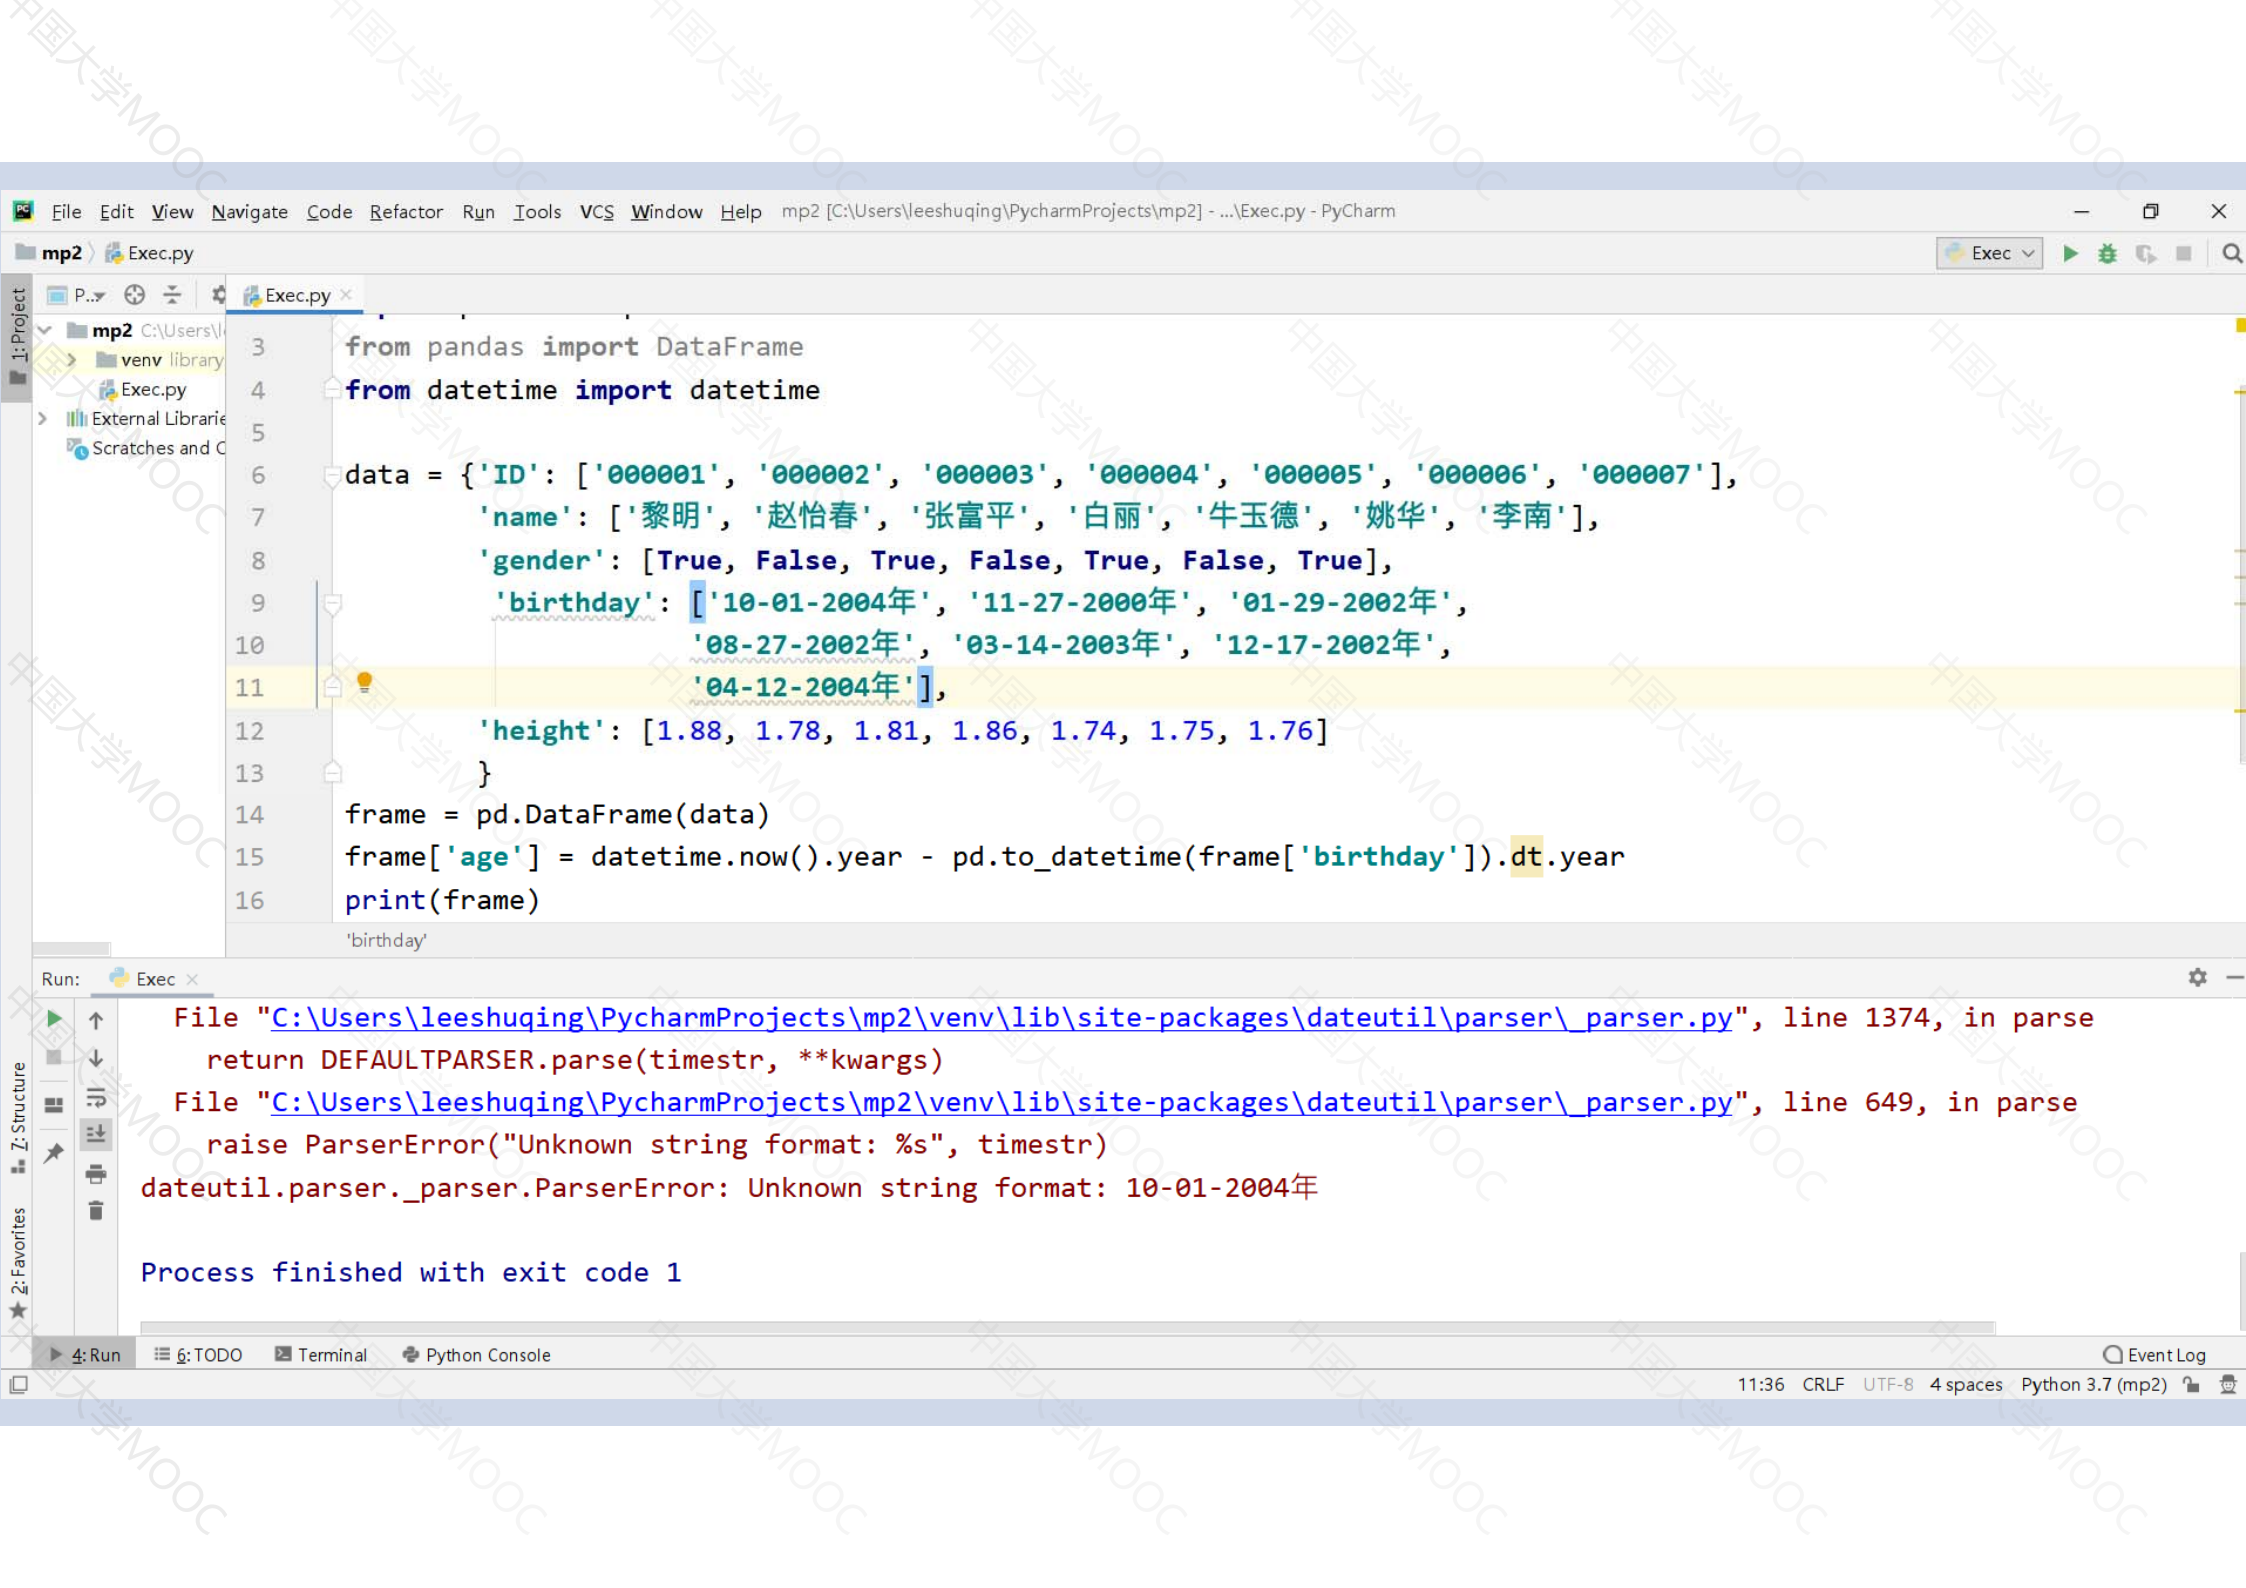 File Edit View Navigate Code Refactor Run Tools VCS Window Help mp2 [C:\Users\leeshuqing\PycharmProjects\mp2] - ...\Exec.py - PyCharm
mp2 Exec.py
Exec
1: Project
P..
Exec.py
mp2 C:\Users\l
venv library
Exec.py
External Librarie
Scratches and C
3 from pandas import DataFrame
4 from datetime import datetime
5
6 data = {'ID': ['000001', '000002', '000003', '000004', '000005', '000006', '000007'],
7 'name': ['黎明', '赵怡春', '张富平', '白丽', '牛玉德', '姚华', '李南'],
8 'gender': [True, False, True, False, True, False, True],
9 'birthday': ['10-01-2004年', '11-27-2000年', '01-29-2002年',
10 '08-27-2002年', '03-14-2003年', '12-17-2002年',
11 '04-12-2004年'],
12 'height': [1.88, 1.78, 1.81, 1.86, 1.74, 1.75, 1.76]
13 }
14 frame = pd.DataFrame(data)
15 frame['age'] = datetime.now().year - pd.to_datetime(frame['birthday']).dt.year
16 print(frame)
'birthday'
Run: Exec
File "C:\Users\leeshuqing\PycharmProjects\mp2\venv\lib\site-packages\dateutil\parser\_parser.py", line 1374, in parse
return DEFAULTPARSER.parse(timestr, **kwargs)
File "C:\Users\leeshuqing\PycharmProjects\mp2\venv\lib\site-packages\dateutil\parser\_parser.py", line 649, in parse
raise ParserError("Unknown string format: %s", timestr)
dateutil.parser._parser.ParserError: Unknown string format: 10-01-2004年
Process finished with exit code 1
7: Structure
2: Favorites
4: Run 6: TODO Terminal Python Console
Event Log
11:36 CRLF UTF-8 4 spaces Python 3.7 (mp2)
中国大学MOOC